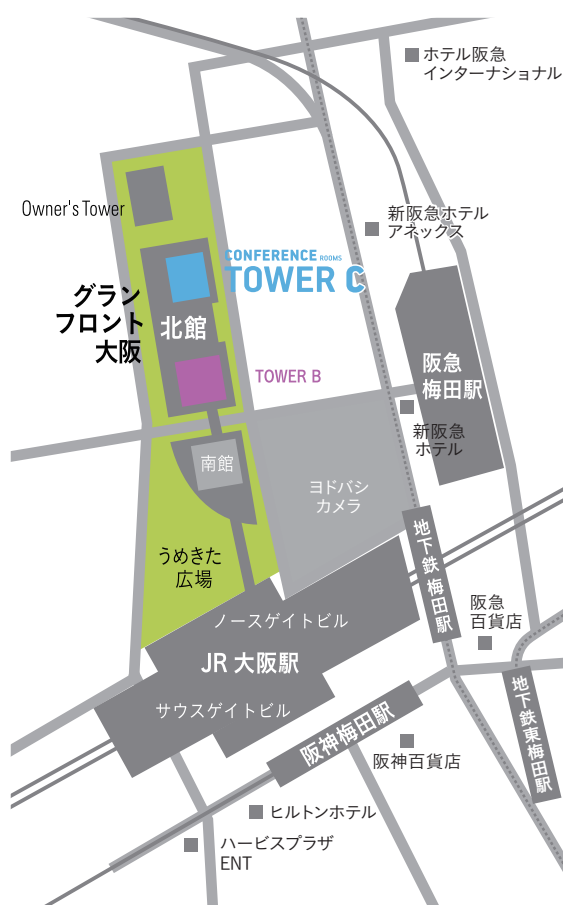 ホテル阪急
インターナショナル
Owner's Tower
新阪急ホテル
アネックス
CONFERENCE ROOMS
TOWER C
グラン
フロント
大阪
北館
阪急
梅田駅
TOWER B
新阪急
ホテル
南館
ヨドバシ
カメラ
うめきた
広場
地下鉄 梅田駅
阪急
百貨店
ノースゲイトビル
JR 大阪駅
サウスゲイトビル
地下鉄東梅田駅
阪神梅田駅
阪神百貨店
ヒルトンホテル
ハービスプラザ
ENT